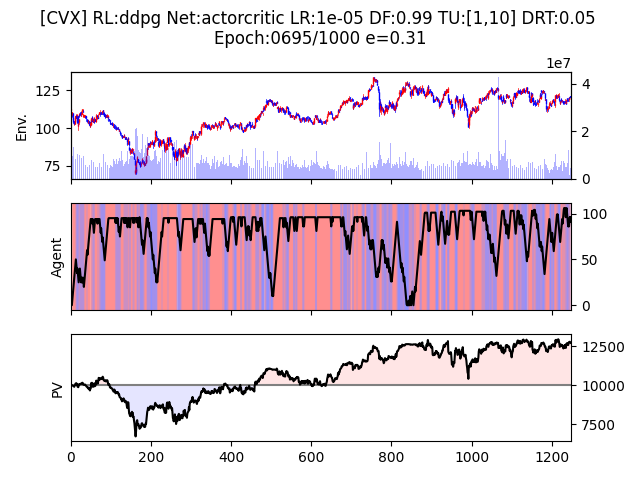 [CVX] RL:ddpg Net:actorcritic LR:1e-05 DF:0.99 TU:[1,10] DRT:0.05
Epoch:0695/1000 e=0.31
1e7
Env.
125
100
75
4
2
0
Agent
100
50
0
PV
12500
10000
7500
0 200 400 600 800 1000 1200